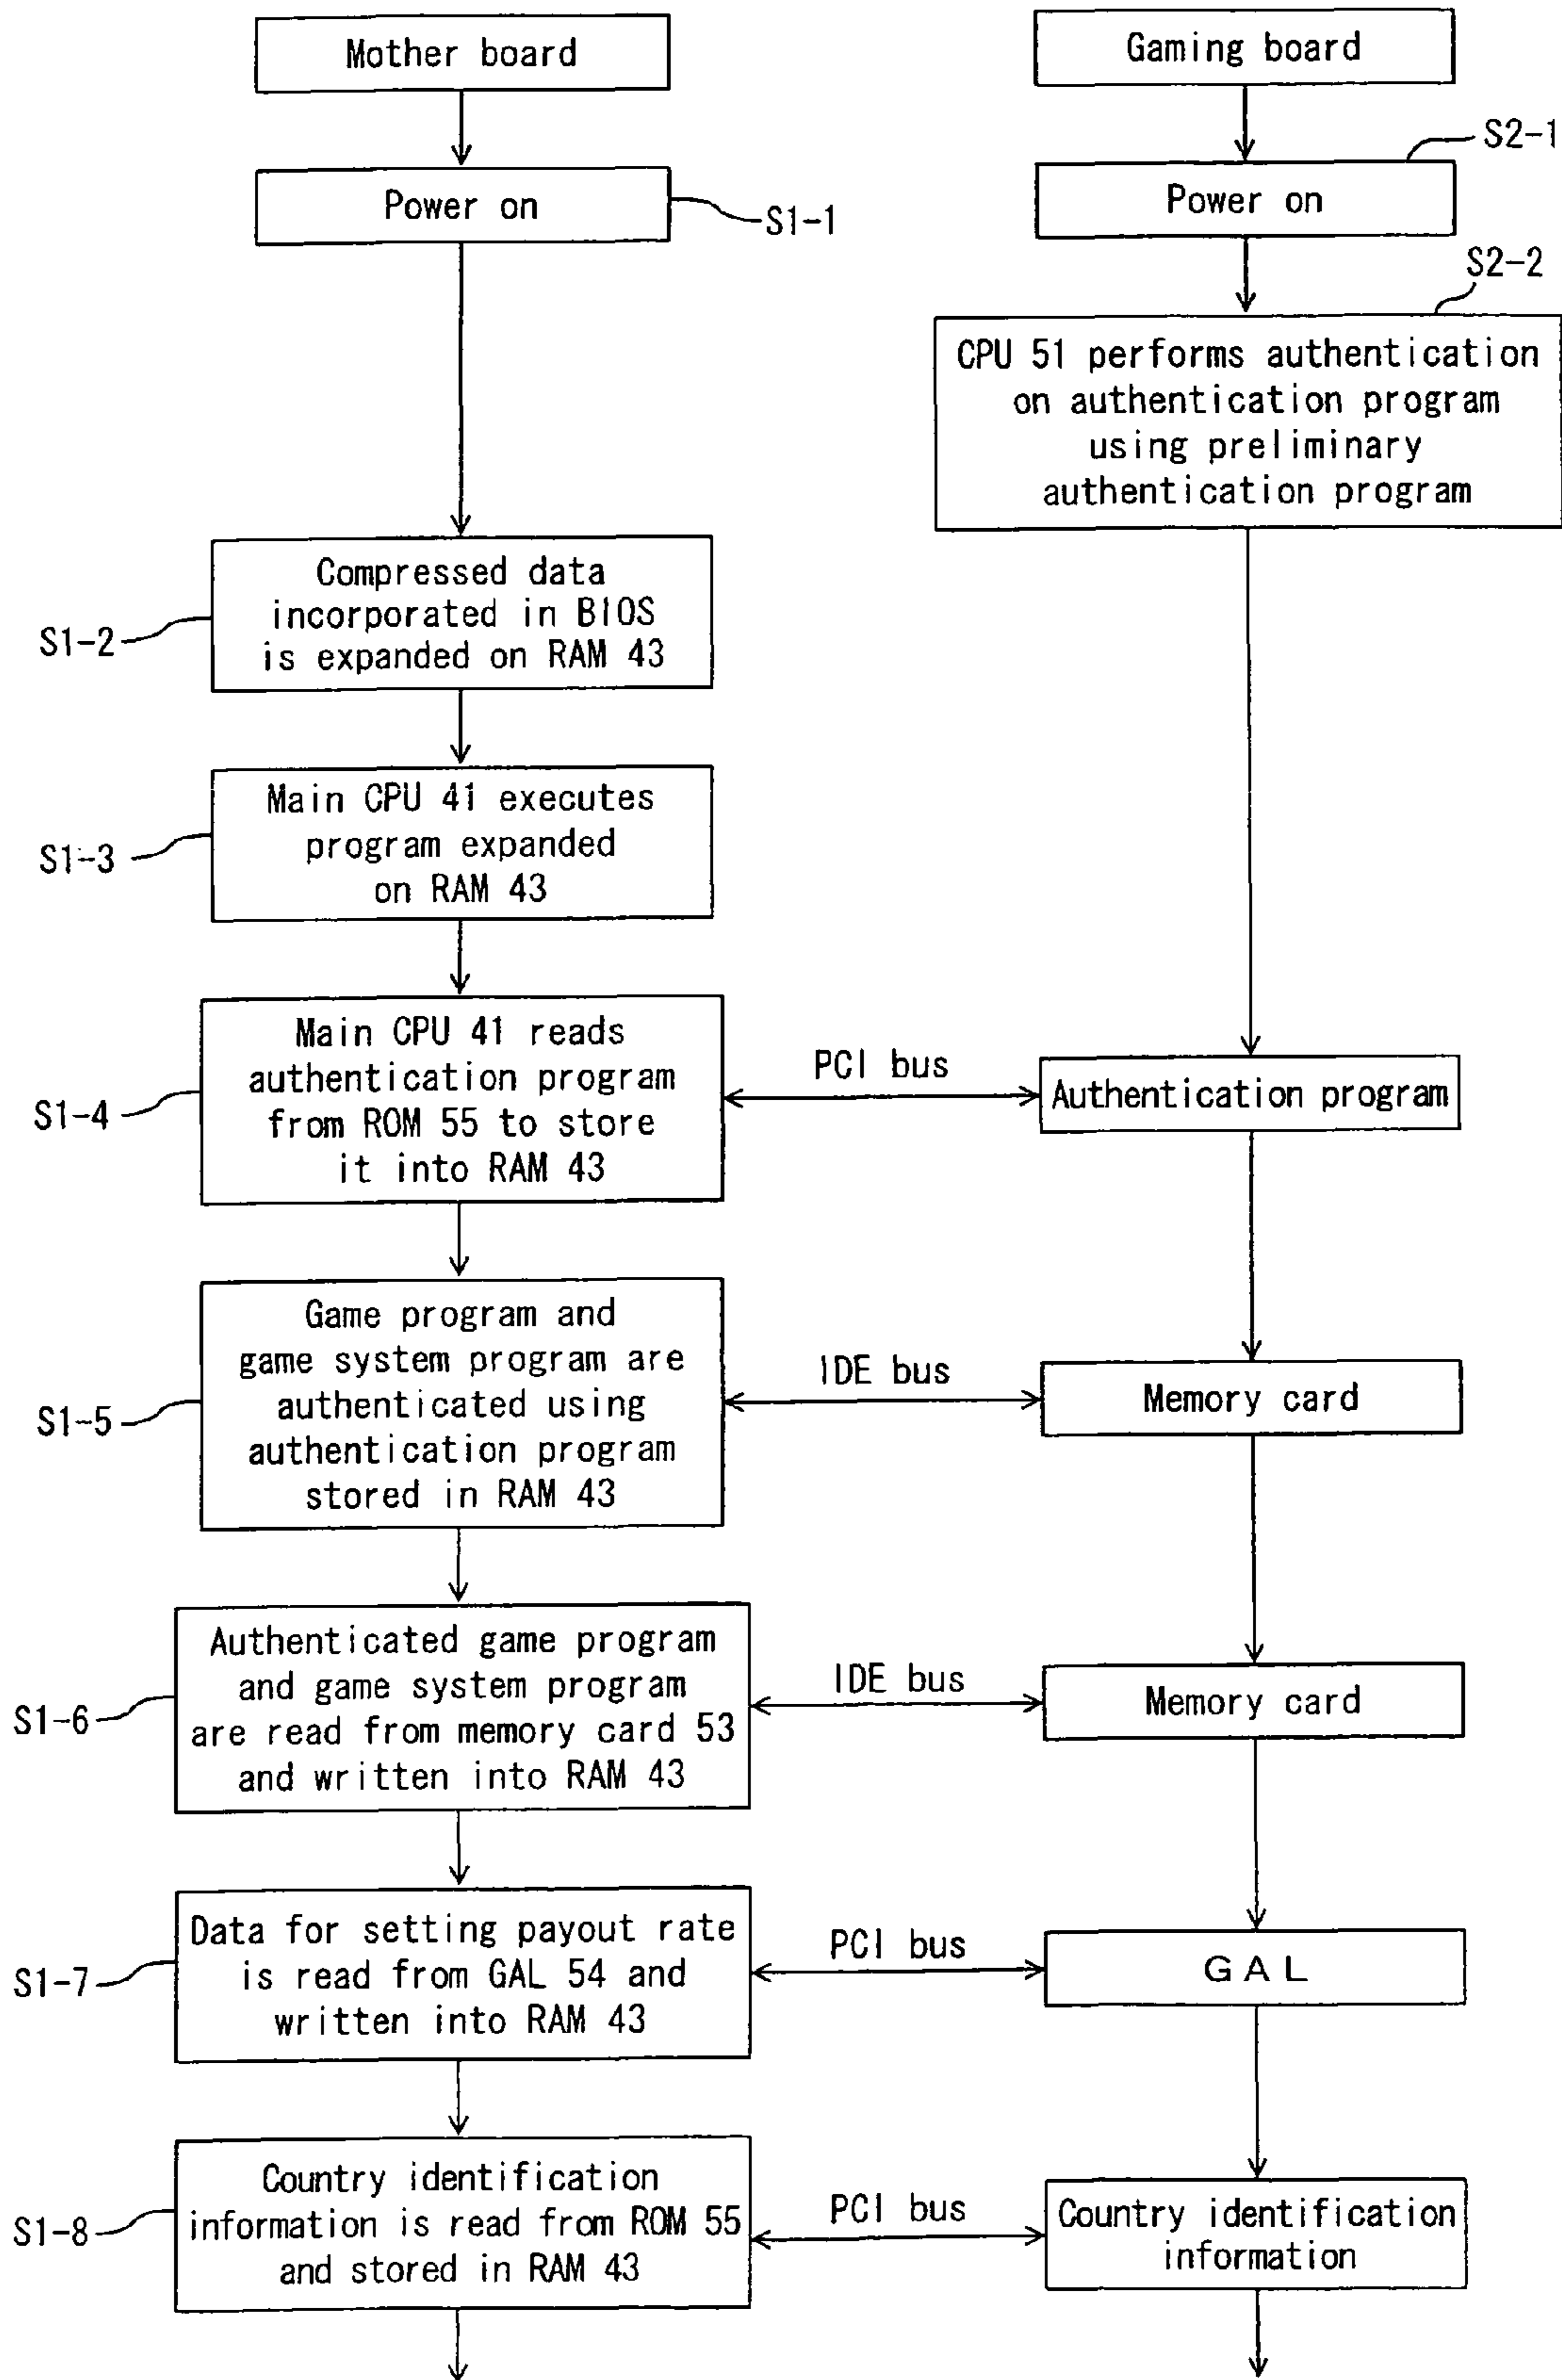 Mother board
Gaming board
S2-1
Power on
S1-1
Power on
S2-2
CPU 51 performs authentication
on authentication program
using preliminary
authentication program
Compressed data
incorporated in BIOS
is expanded on RAM 43
S1-2
Main CPU 41 executes
program expanded
on RAM 43
S1-3
Main CPU 41 reads
authentication program
from ROM 55 to store
it into RAM 43
S1-4
PCI bus
Authentication program
Game program and
game system program are
authenticated using
authentication program
stored in RAM 43
S1-5
IDE bus
Memory card
Authenticated game program
and game system program
are read from memory card 53
and written into RAM 43
S1-6
IDE bus
Memory card
Data for setting payout rate
is read from GAL 54 and
written into RAM 43
S1-7
PCI bus
GAL
Country identification
information is read from ROM 55
and stored in RAM 43
S1-8
PCI bus
Country identification
information